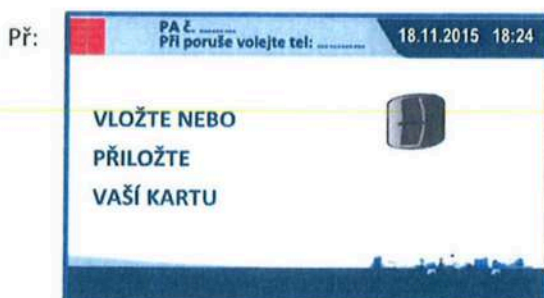 Př:
PA č. ........
Při poruše volejte tel: ...........
18.11.2015 18:24
VLOŽTE NEBO
PŘILOŽTE
VAŠÍ KARTU